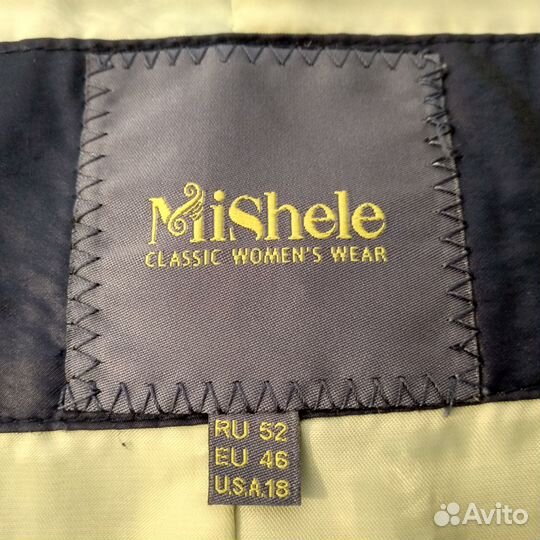 MiShele
CLASSIC WOMEN'S WEAR
RU 52
EU 46
U.S.A.18
Avito